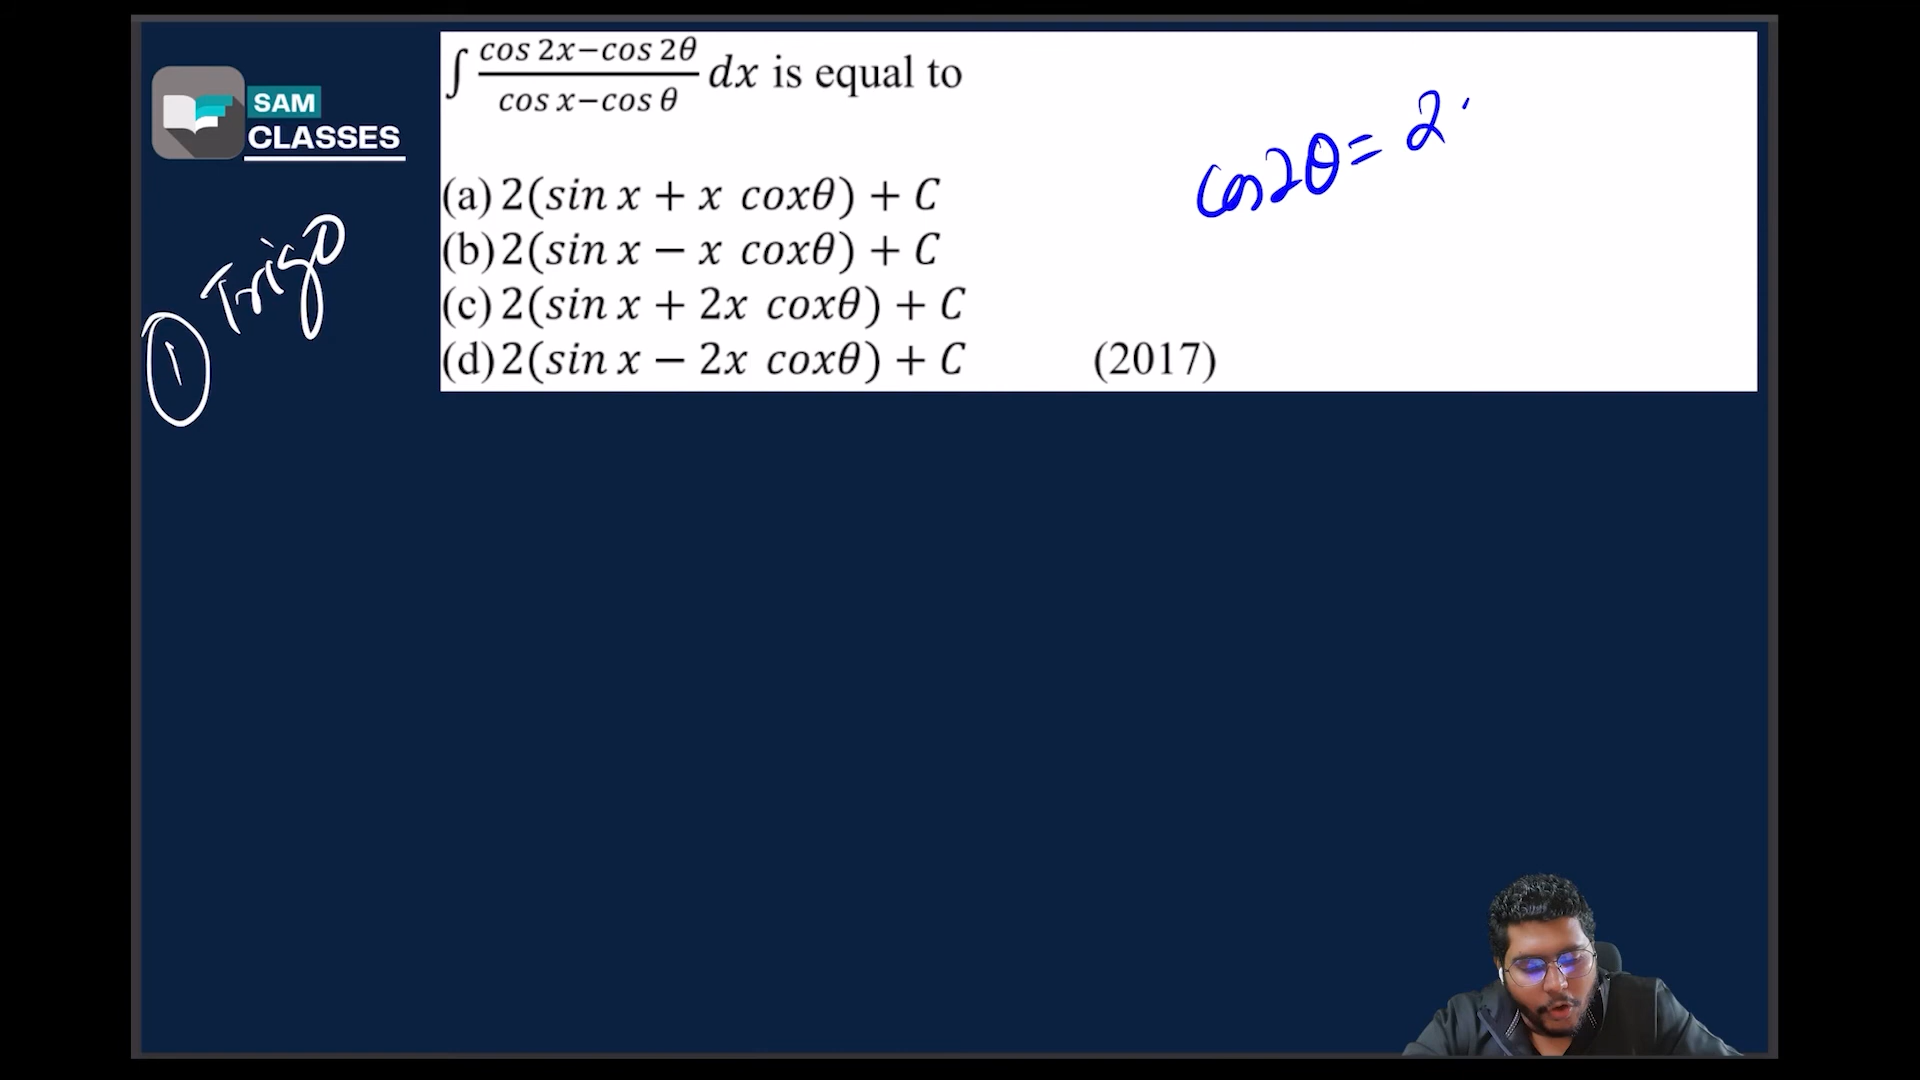 SAM
CLASSES
∫ (cos 2x−cos 2θ)/(cos x−cos θ) dx is equal to
(a) 2(sin x + x coxθ) + C
(b) 2(sin x − x coxθ) + C
(c) 2(sin x + 2x coxθ) + C
(d) 2(sin x − 2x coxθ) + C (2017)
cos2θ= 2
① Trigo